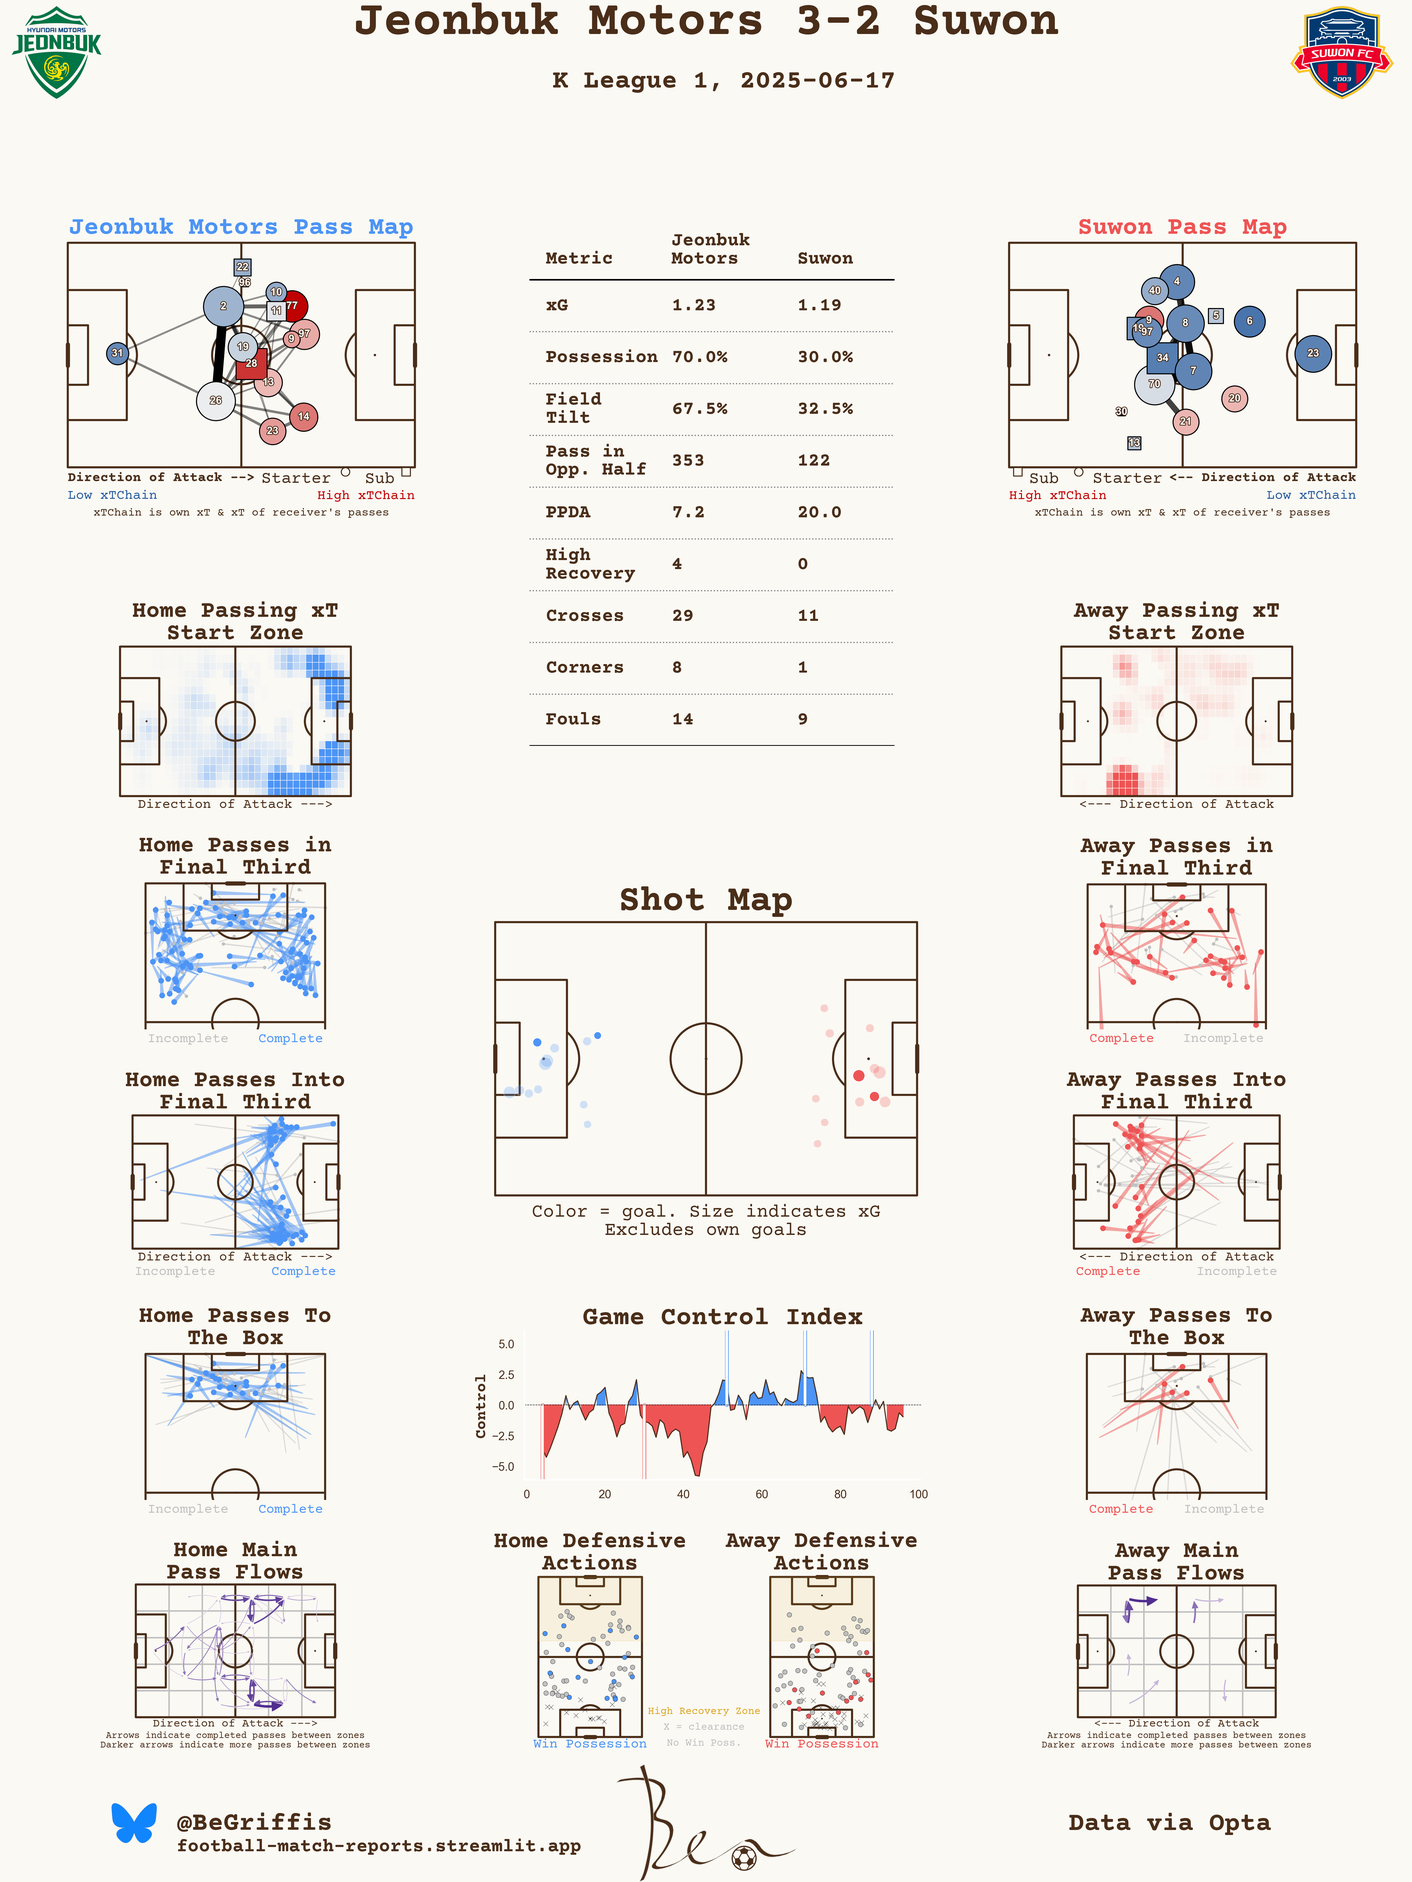 Jeonbuk Motors 3-2 Suwon
K League 1, 2025-06-17
HYUNDAI MOTORS
JEONBUK
SUWON FC
2003
Jeonbuk Motors Pass Map
22
96
10
2
77
11
97
9
19
31
28
13
26
14
23
Direction of Attack --> Starter Sub
Low xTChain High xTChain
xTChain is own xT & xT of receiver's passes
Metric Jeonbuk Motors Suwon
xG 1.23 1.19
Possession 70.0% 30.0%
Field Tilt 67.5% 32.5%
Pass in Opp. Half 353 122
PPDA 7.2 20.0
High Recovery 4 0
Crosses 29 11
Corners 8 1
Fouls 14 9
Suwon Pass Map
4
40
5
9
8
6
19
97
34
23
7
70
20
30
21
13
Sub Starter <-- Direction of Attack
High xTChain Low xTChain
xTChain is own xT & xT of receiver's passes
Home Passing xT
Start Zone
Direction of Attack --->
Away Passing xT
Start Zone
<--- Direction of Attack
Home Passes in
Final Third
Incomplete Complete
Away Passes in
Final Third
Complete Incomplete
Shot Map
Color = goal. Size indicates xG
Excludes own goals
Home Passes Into
Final Third
Direction of Attack --->
Incomplete Complete
Away Passes Into
Final Third
<--- Direction of Attack
Complete Incomplete
Home Passes To
The Box
Incomplete Complete
Game Control Index
Control
5.0
2.5
0.0
−2.5
−5.0
0 20 40 60 80 100
Away Passes To
The Box
Complete Incomplete
Home Main
Pass Flows
Direction of Attack --->
Arrows indicate completed passes between zones
Darker arrows indicate more passes between zones
Home Defensive
Actions
Win Possession
Away Defensive
Actions
Win Possession
High Recovery Zone
X = clearance
No Win Poss.
Away Main
Pass Flows
<--- Direction of Attack
Arrows indicate completed passes between zones
Darker arrows indicate more passes between zones
@BeGriffis
football-match-reports.streamlit.app
Ben
Data via Opta